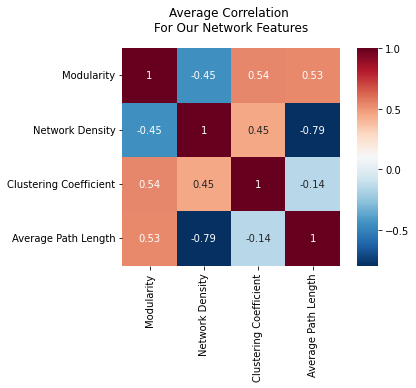 Average Correlation
For Our Network Features
Modularity
Network Density
Clustering Coefficient
Average Path Length
1 -0.45 0.54 0.53
-0.45 1 0.45 -0.79
0.54 0.45 1 -0.14
0.53 -0.79 -0.14 1
Modularity
Network Density
Clustering Coefficient
Average Path Length
1.0
0.5
0.0
−0.5